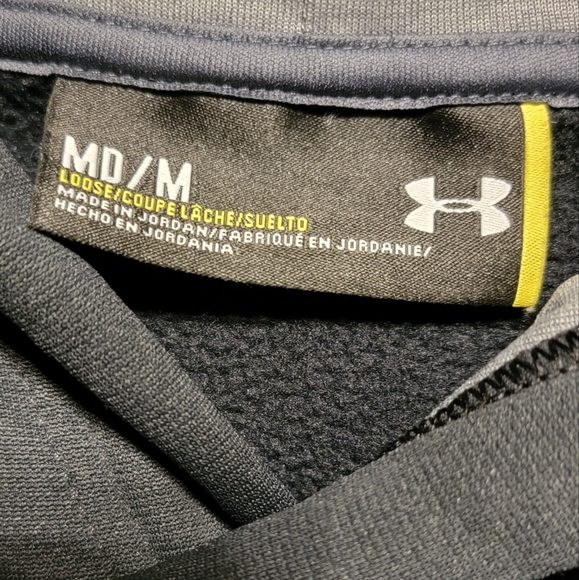 MD/M
LOOSE/COUPE LÂCHE/SUELTO
MADE IN JORDAN/FABRIQUÉ EN JORDANIE/
HECHO EN JORDANIA